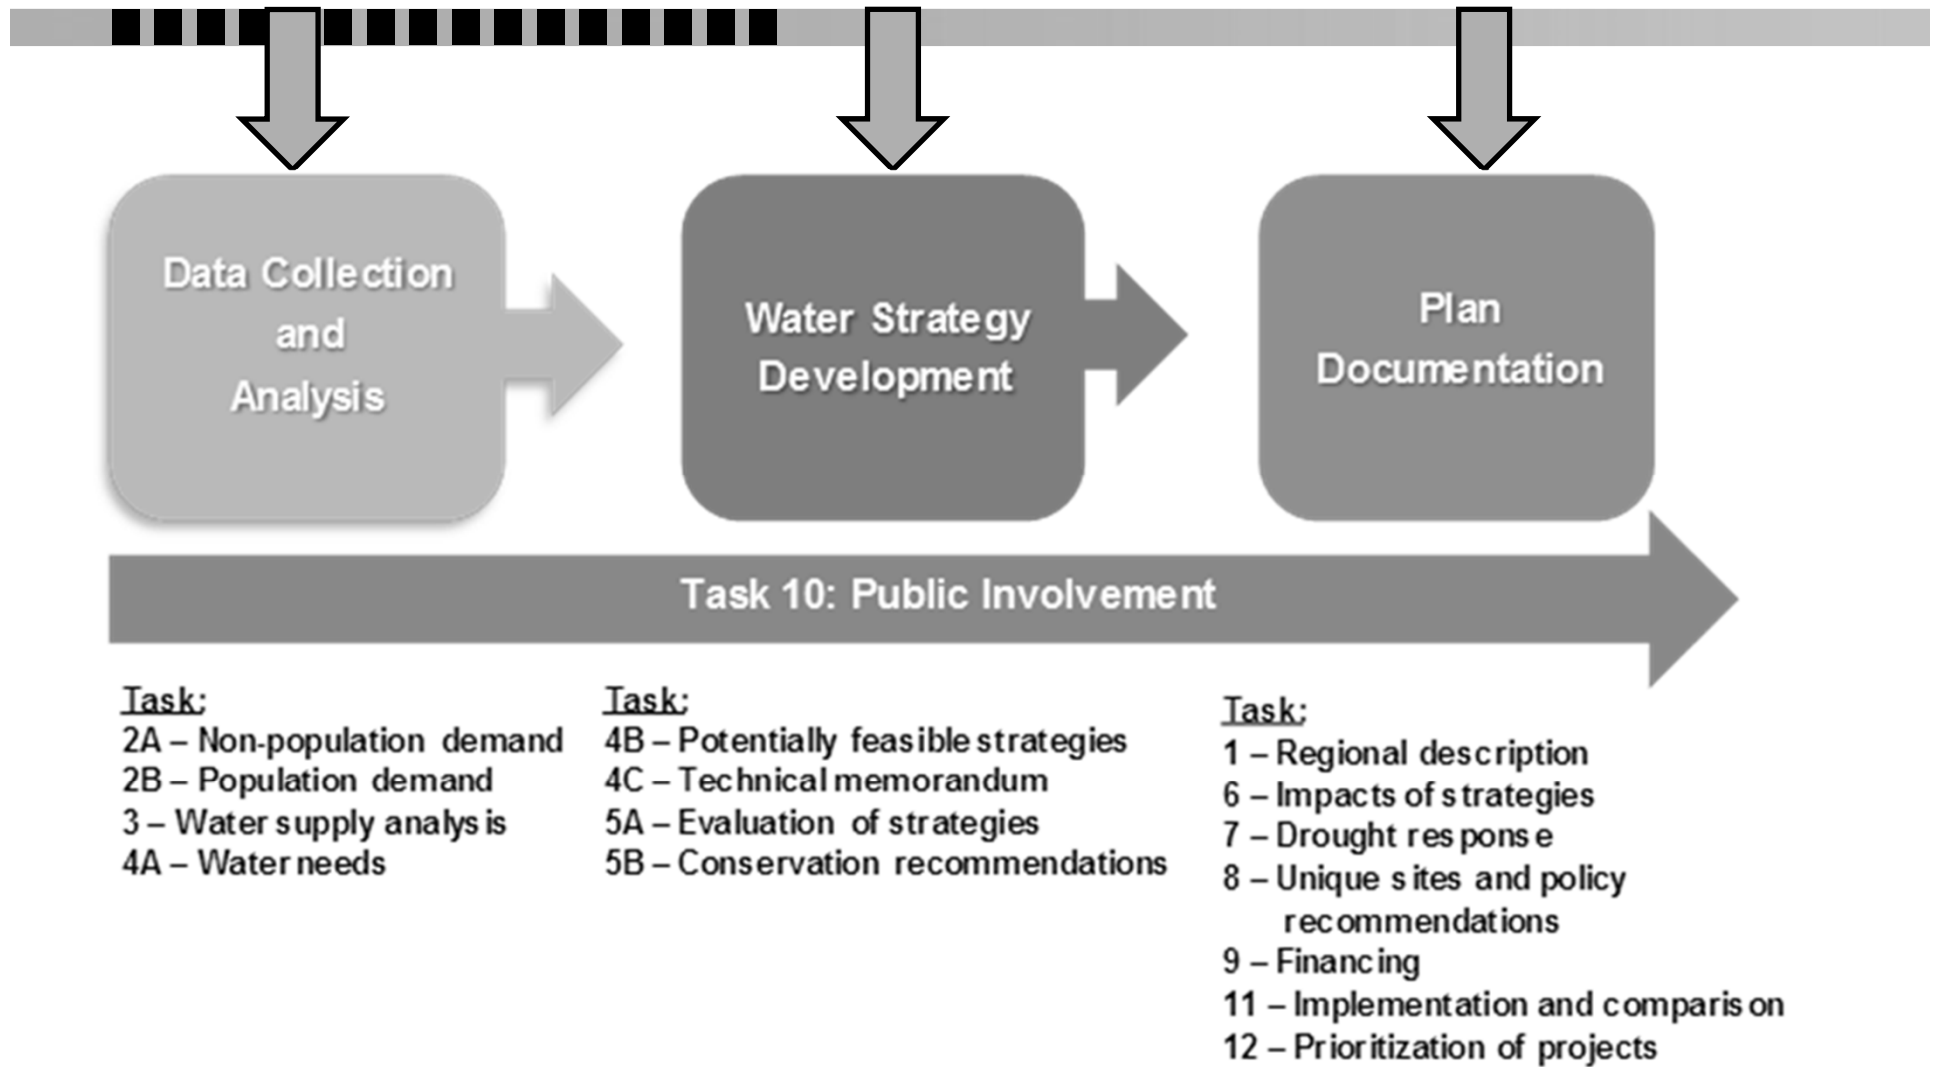 Data Collection
and
Analysis
Water Strategy
Development
Plan
Documentation
Task 10: Public Involvement
Task:
2A – Non-population demand
2B – Population demand
3 – Water supply analysis
4A – Water needs
Task:
4B – Potentially feasible strategies
4C – Technical memorandum
5A – Evaluation of strategies
5B – Conservation recommendations
Task:
1 – Regional description
6 – Impacts of strategies
7 – Drought response
8 – Unique sites and policy
recommendations
9 – Financing
11 – Implementation and comparison
12 – Prioritization of projects